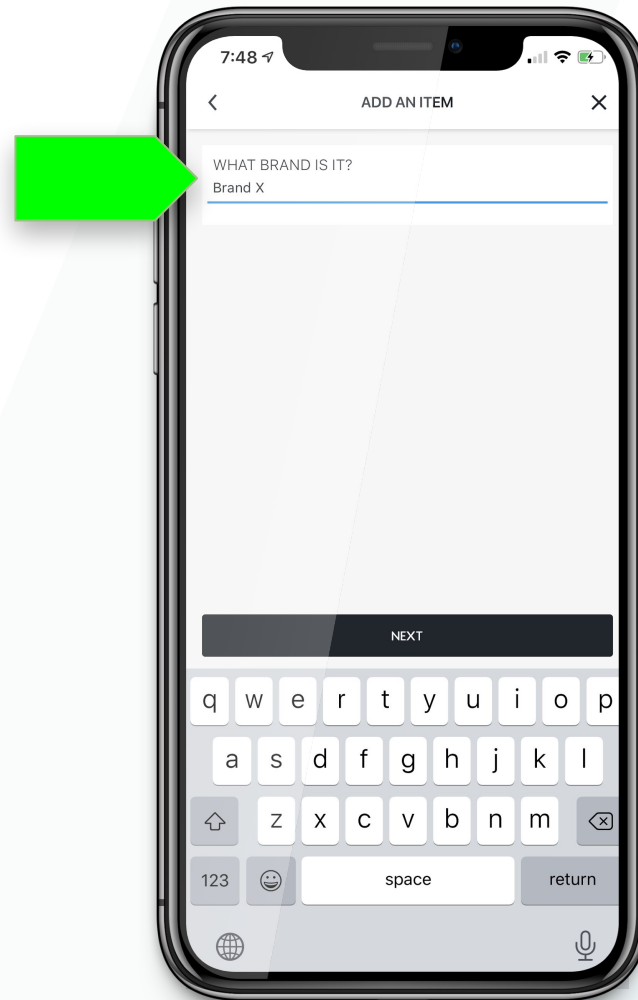 7:48
ADD AN ITEM
WHAT BRAND IS IT?
Brand X
NEXT
q w e r t y u i o p
a s d f g h j k l
z x c v b n m
123 space return